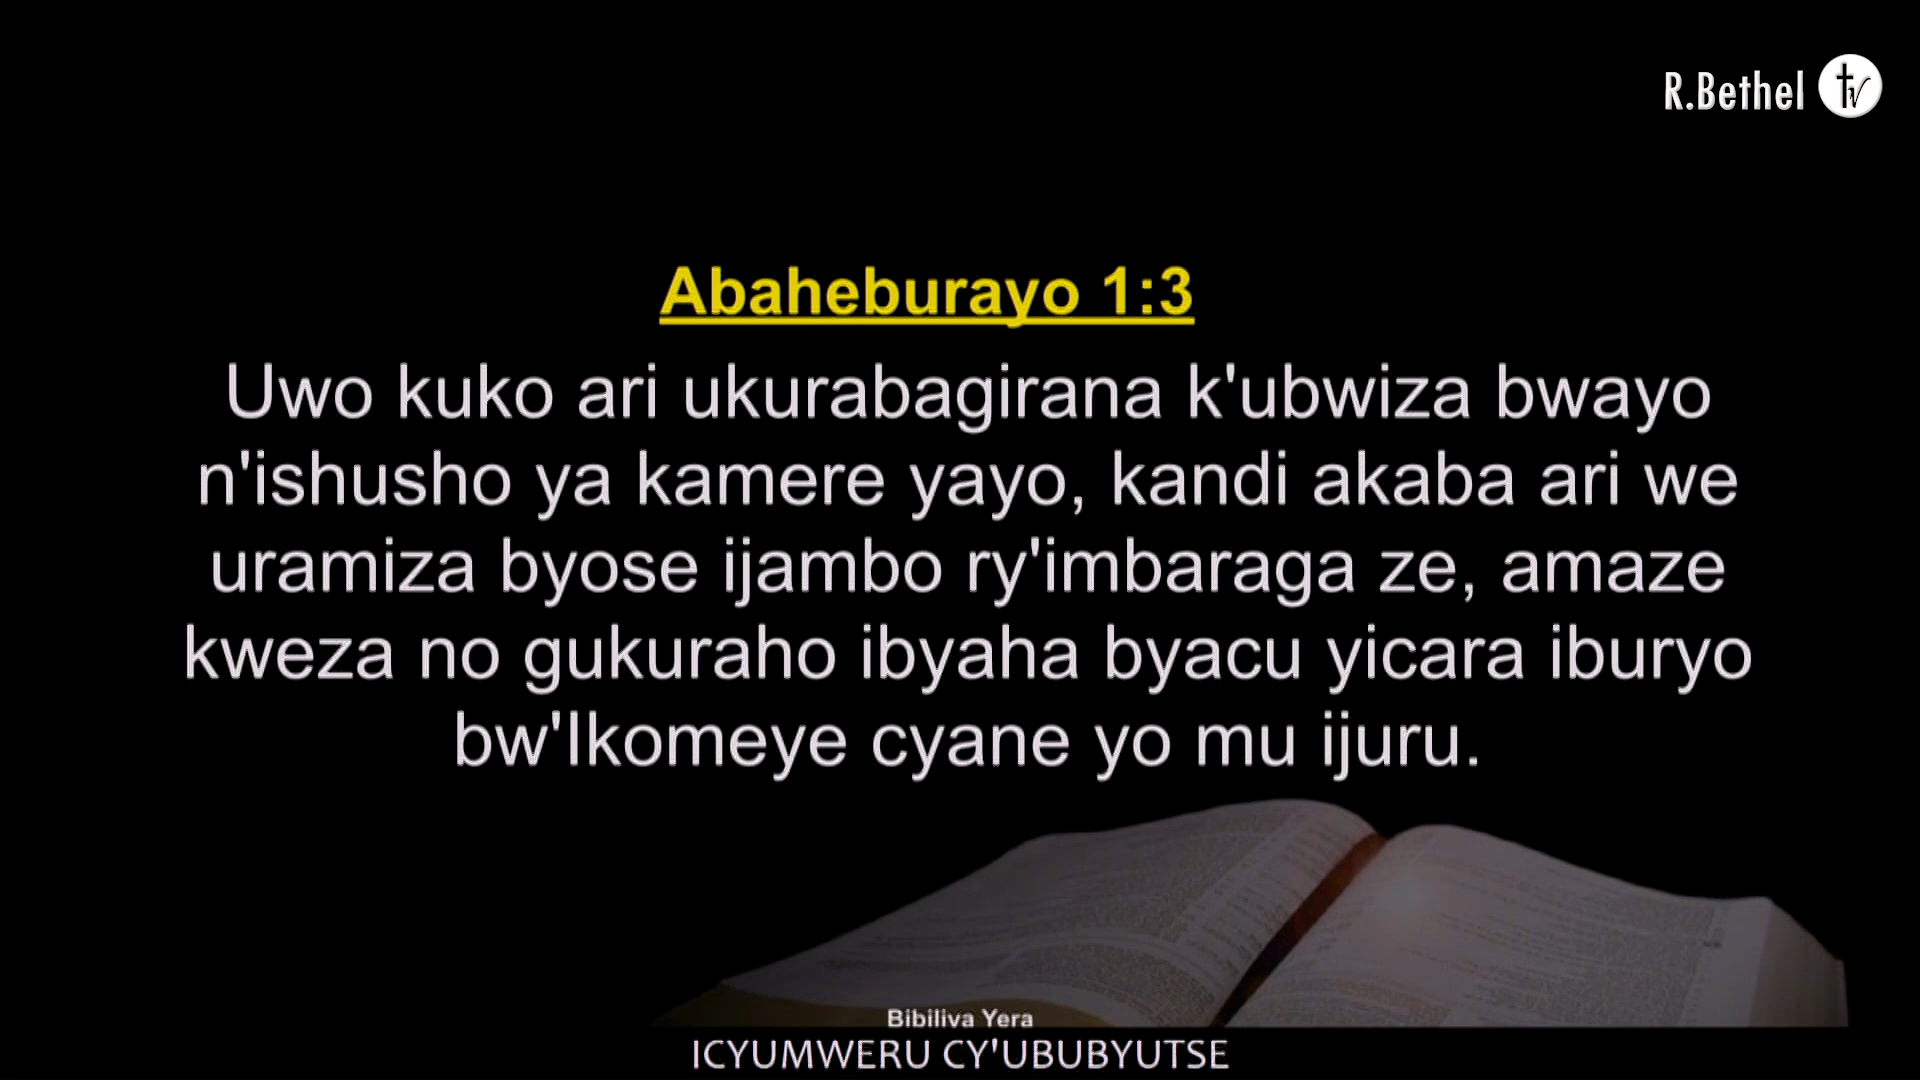 R.Bethel tv
Abaheburayo 1:3
Uwo kuko ari ukurabagirana k'ubwiza bwayo
n'ishusho ya kamere yayo, kandi akaba ari we
uramiza byose ijambo ry'imbaraga ze, amaze
kweza no gukuraho ibyaha byacu yicara iburyo
bw'Ikomeye cyane yo mu ijuru.
Bibiliya Yera
ICYUMWERU CY'UBUBYUTSE